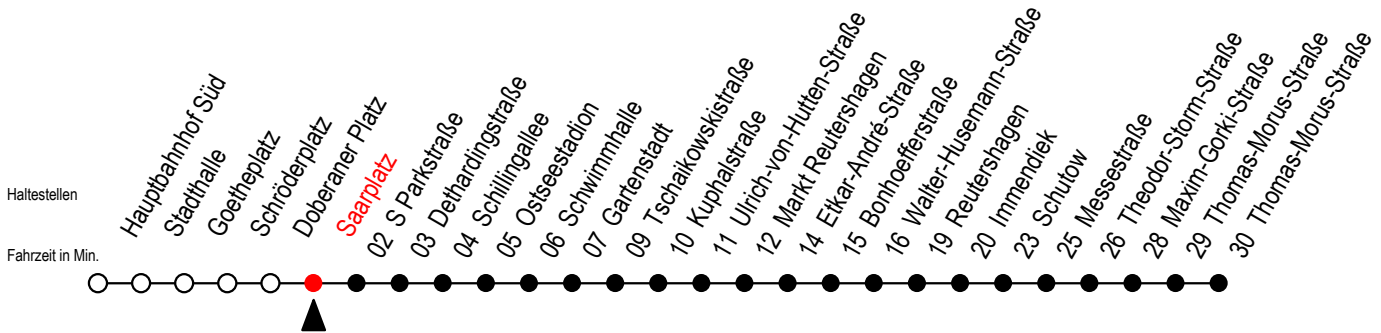 Haltestellen
Fahrzeit in Min.
Hauptbahnhof Süd
Stadthalle
Goetheplatz
Schröderplatz
Doberaner Platz
Saarplatz
02 S Parkstraße
03 Dethardingstraße
04 Schillingallee
05 Ostseestadion
06 Schwimmhalle
07 Gartenstadt
09 Tschaikowskistraße
10 Kuphalstraße
11 Ulrich-von-Hutten-Straße
12 Markt Reutershagen
14 Etkar-André-Straße
15 Bonhoefferstraße
16 Walter-Husemann-Straße
19 Reutershagen
20 Immendiek
23 Schutow
25 Messestraße
26 Theodor-Storm-Straße
28 Maxim-Gorki-Straße
29 Thomas-Morus-Straße
30 Thomas-Morus-Straße